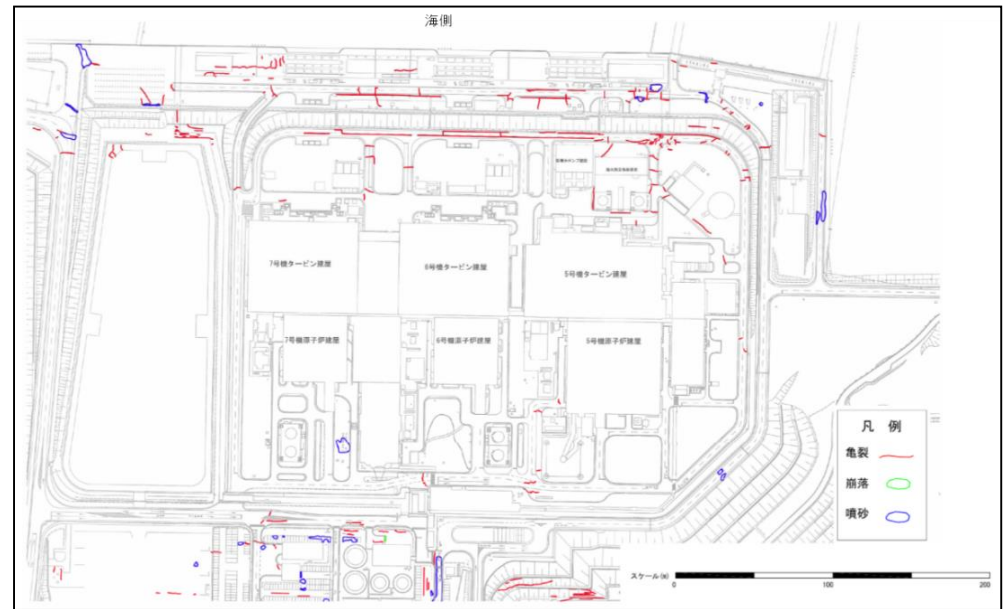 海側
7号機タービン建屋
6号機タービン建屋
5号機タービン建屋
7号機原子炉建屋
6号機原子炉建屋
5号機原子炉建屋
凡 例
亀裂
崩落
噴砂
スケール(m)
0
100
200